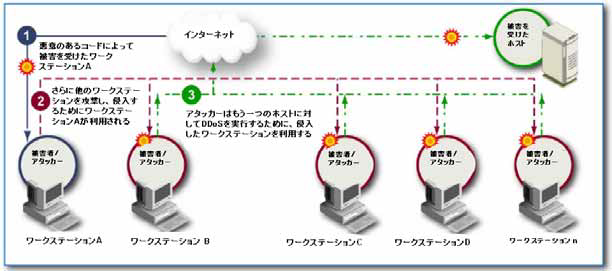 1
悪意のあるコードによって
被害を受けたワーク
ステーションA
インターネット
被害を
受けた
ホスト
2
さらに他のワークステー
ションを攻撃し、侵入す
るためにワークステー
ションAが利用される
3
アタッカーはもう一つのホストに対
してDDoSを実行するために、侵入
したワークステーションを利用する
被害者/
アタッカー
被害者/
アタッカー
被害者/
アタッカー
被害者/
アタッカー
被害者/
アタッカー
ワークステーションA
ワークステーション B
ワークステーションC
ワークステーションD
ワークステーション n